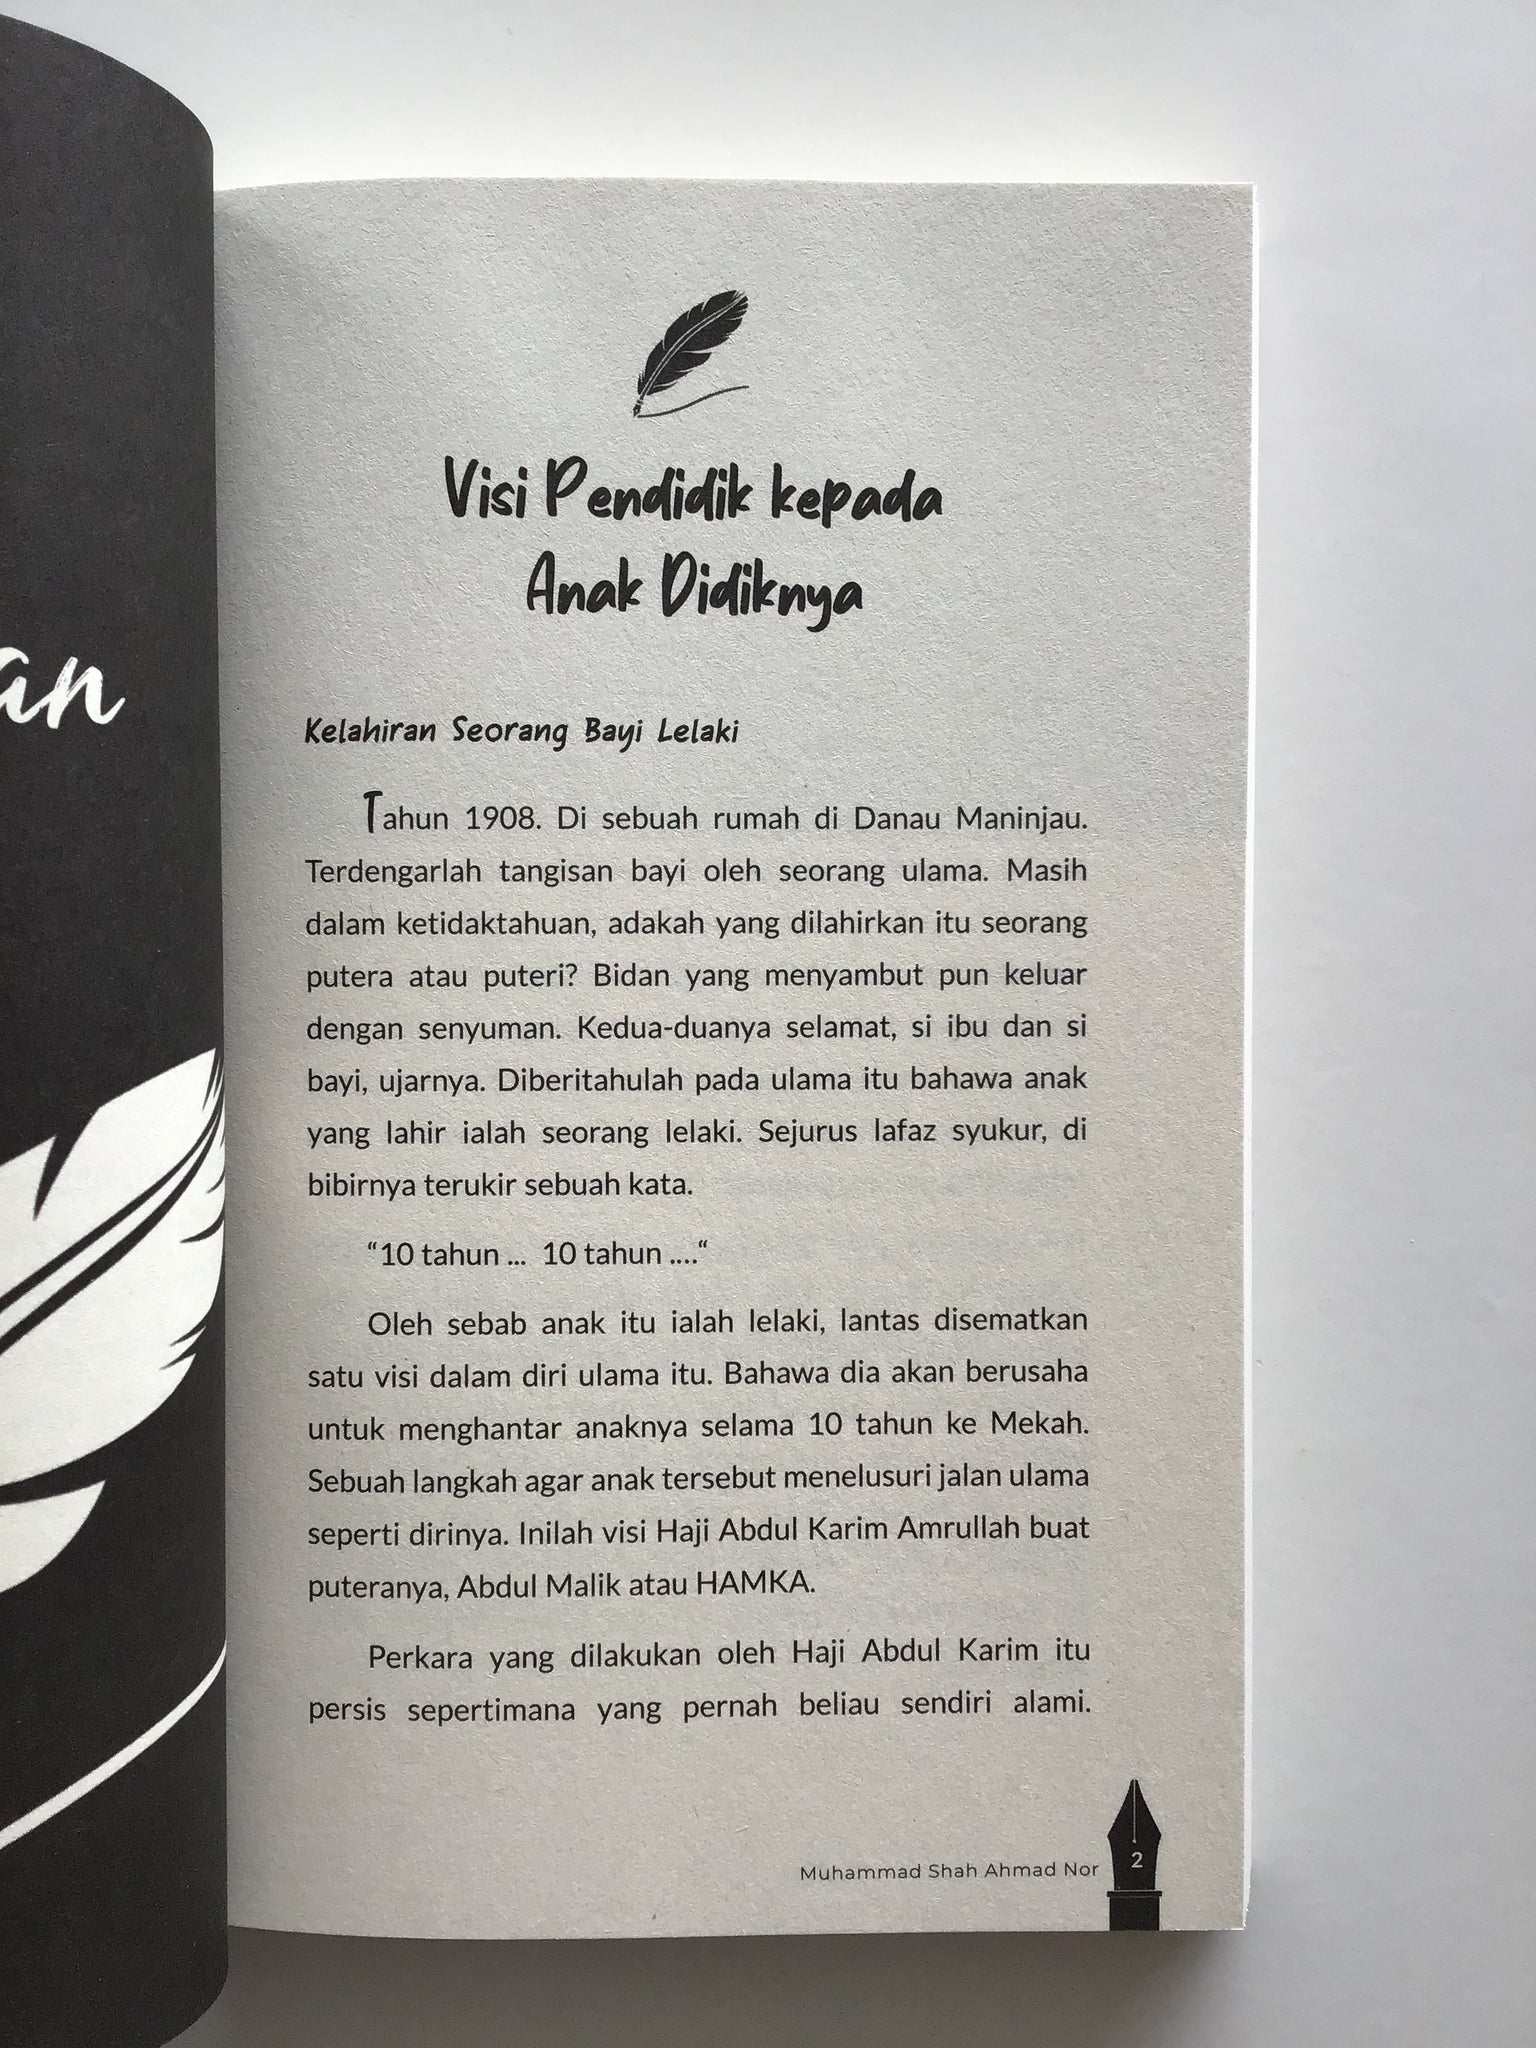 an
Visi Pendidik kepada
Anak Didiknya
Kelahiran Seorang Bayi Lelaki
Tahun 1908. Di sebuah rumah di Danau Maninjau.
Terdengarlah tangisan bayi oleh seorang ulama. Masih
dalam ketidaktahuan, adakah yang dilahirkan itu seorang
putera atau puteri? Bidan yang menyambut pun keluar
dengan senyuman. Kedua-duanya selamat, si ibu dan si
bayi, ujarnya. Diberitahulah pada ulama itu bahawa anak
yang lahir ialah seorang lelaki. Sejurus lafaz syukur, di
bibirnya terukir sebuah kata.
“10 tahun ... 10 tahun ....“
Oleh sebab anak itu ialah lelaki, lantas disematkan
satu visi dalam diri ulama itu. Bahawa dia akan berusaha
untuk menghantar anaknya selama 10 tahun ke Mekah.
Sebuah langkah agar anak tersebut menelusuri jalan ulama
seperti dirinya. Inilah visi Haji Abdul Karim Amrullah buat
puteranya, Abdul Malik atau HAMKA.
Perkara yang dilakukan oleh Haji Abdul Karim itu
persis sepertimana yang pernah beliau sendiri alami.
Muhammad Shah Ahmad Nor 2